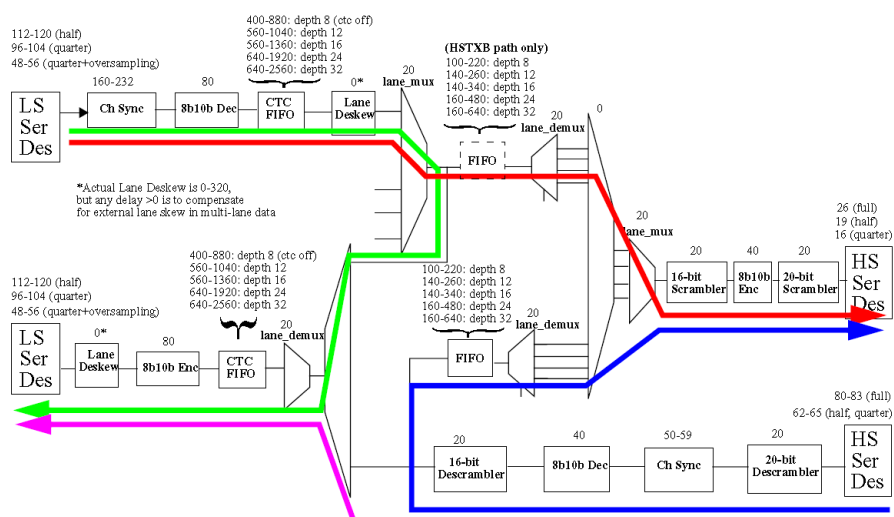 400-880: depth 8 (ctc off)
560-1040: depth 12
560-1360: depth 16
640-1920: depth 24
640-2560: depth 32
112-120 (half)
96-104 (quarter)
48-56 (quarter+oversampling)
160-232
80
0*
20
lane_mux
(HSTXB path only)
100-220: depth 8
140-260: depth 12
140-340: depth 16
160-480: depth 24
160-640: depth 32
20
lane_demux
0
LS
Ser
Des
Ch Sync
8b10b Dec
CTC
FIFO
Lane
Deskew
FIFO
*Actual Lane Deskew is 0-320,
but any delay >0 is to compensate
for external lane skew in multi-lane data
20
lane_mux
26 (full)
19 (half)
16 (quarter)
20
40
20
16-bit
Scrambler
8b10b
Enc
20-bit
Scrambler
HS
Ser
Des
400-880: depth 8 (ctc off)
560-1040: depth 12
560-1360: depth 16
640-1920: depth 24
640-2560: depth 32
112-120 (half)
96-104 (quarter)
48-56 (quarter+oversampling)
0*
80
20
lane_demux
LS
Ser
Des
Lane
Deskew
8b10b Enc
CTC
FIFO
100-220: depth 8
140-260: depth 12
140-340: depth 16
160-480: depth 24
160-640: depth 32
20
lane_demux
FIFO
80-83 (full)
62-65 (half, quarter)
20
40
50-59
20
16-bit
Descrambler
8b10b Dec
Ch Sync
20-bit
Descrambler
HS
Ser
Des